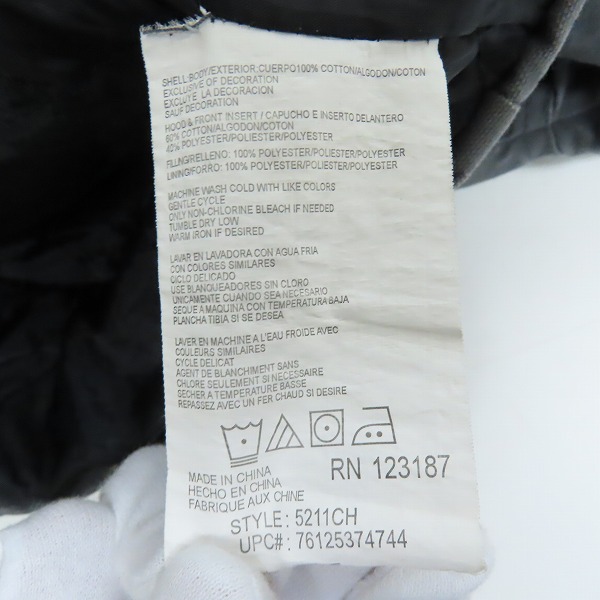 SHELL:BODY/EXTERIOR:CUERPO100% COTTON/ALGODON/COTON
EXCLUSIVE OF DECORATION
EXCLUYE LA DECORACION
SAUF DECORATION
HOOD&FRONT INSERT / CAPUCHO E INSERTO DELANTERO
60% COTTON/ALGODON/COTON
40% POLYESTER/POLIESTER/POLYESTER
FILLING/RELLENO: 100% POLYESTER/POLIESTER/POLYESTER
LINING/FORRO: 100% POLYESTER/POLIESTER/POLYESTER
MACHINE WASH COLD WITH LIKE COLORS
GENTLE CYCLE
ONLY NON-CHLORINE BLEACH IF NEEDED
TUMBLE DRY LOW
WARM IRON IF DESIRED
LAVAR EN LAVADORA CON AGUA FRIA
CON COLORES SIMILARES
CICLO DELICADO
USE BLANQUEADORES SIN CLORO
UNICAMENTE CUANDO SEA NECESARIO
SEQUE A MAQUINA CON TEMPERATURA BAJA
PLANCHA TIBIA SI SE DESEA
LAVER EN MACHINE A L'EAU FROIDE AVEC
COULEURS SIMILAIRES
CYCLE DELICAT
AGENT DE BLANCHIMENT SANS
CHLORE SEULEMENT SI NECESSAIRE
SECHER A TEMPERATURE BASSE
REPASSEZ AVEC UN FER CHAUD SI DESIRE
MADE IN CHINA
HECHO EN CHINA
FABRIQUE AUX CHINE
RN 123187
STYLE: 5211CH
UPC#: 76125374744